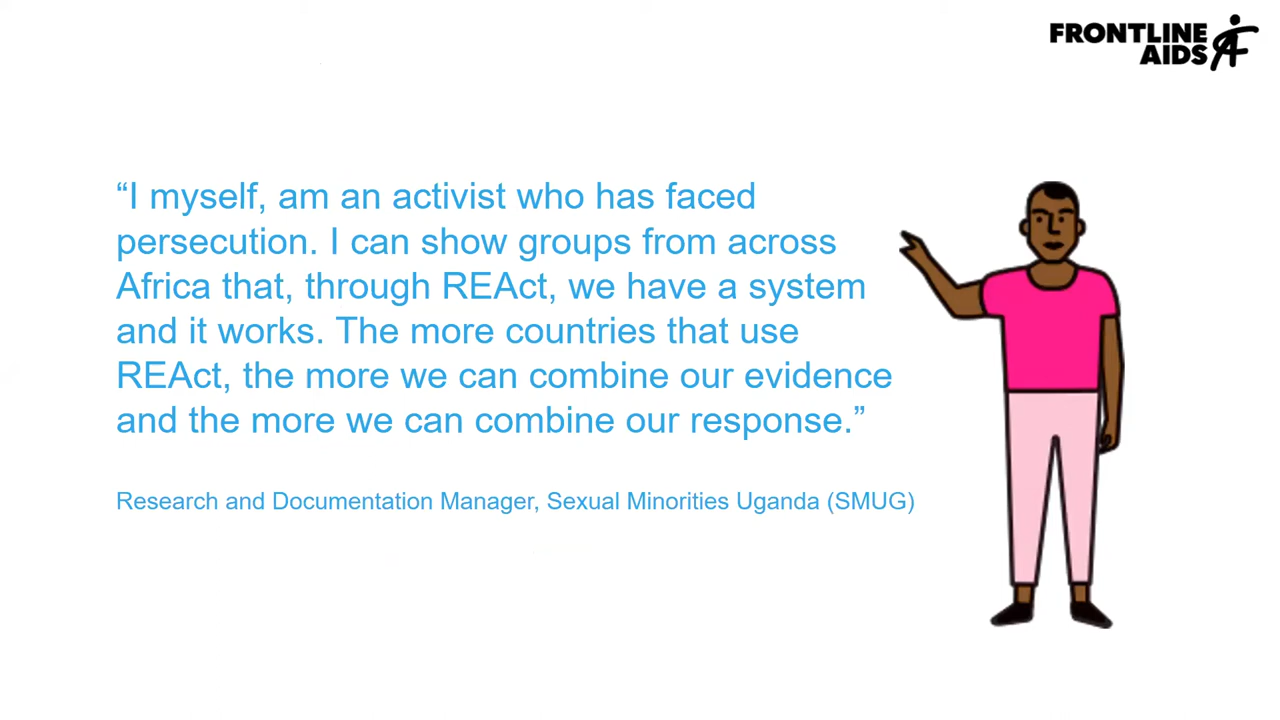 FRONTLINE
AIDS
“I myself, am an activist who has faced
persecution. I can show groups from across
Africa that, through REAct, we have a system
and it works. The more countries that use
REAct, the more we can combine our evidence
and the more we can combine our response.”
Research and Documentation Manager, Sexual Minorities Uganda (SMUG)